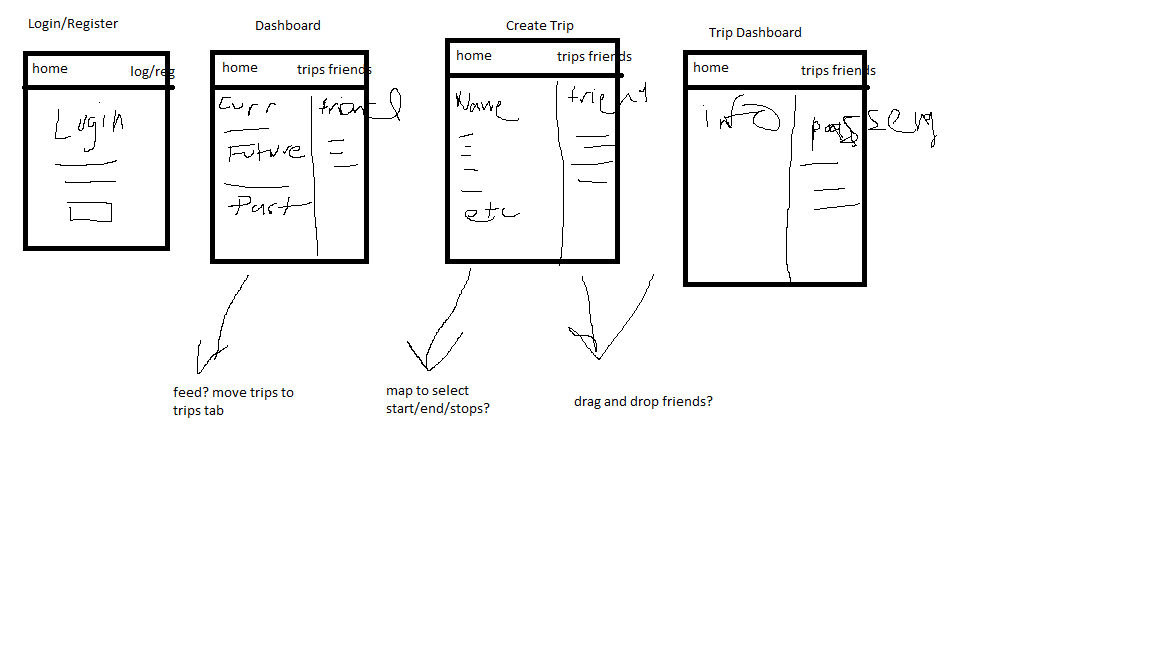 Login/Register
home
log/reg
Login
Dashboard
home
trips friends
Curr
Future
Past
friend
Create Trip
home
trips friends
Name
etc
friend
Trip Dashboard
home
trips friends
info
passeng
feed? move trips to
trips tab
map to select
start/end/stops?
drag and drop friends?